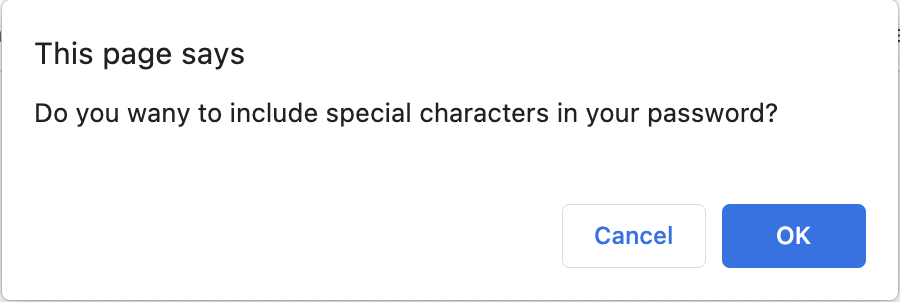 This page says
Do you wany to include special characters in your password?
Cancel
OK